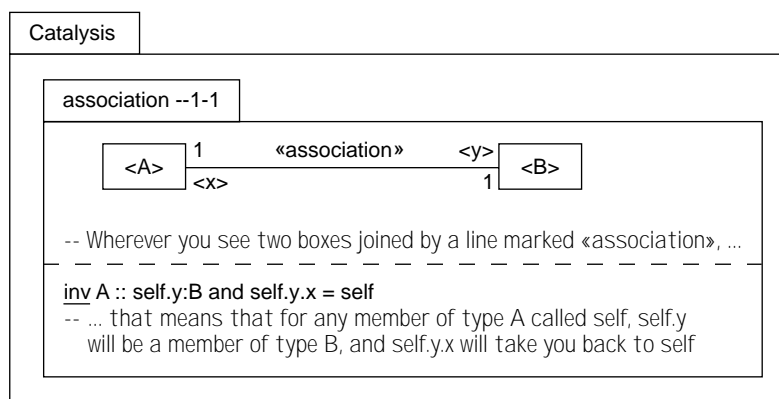 Catalysis
association --1-1
1 «association» <y>
<A> <B>
<x> 1
-- Wherever you see two boxes joined by a line marked «association», ...
inv A :: self.y:B and self.y.x = self
-- ... that means that for any member of type A called self, self.y
will be a member of type B, and self.y.x will take you back to self